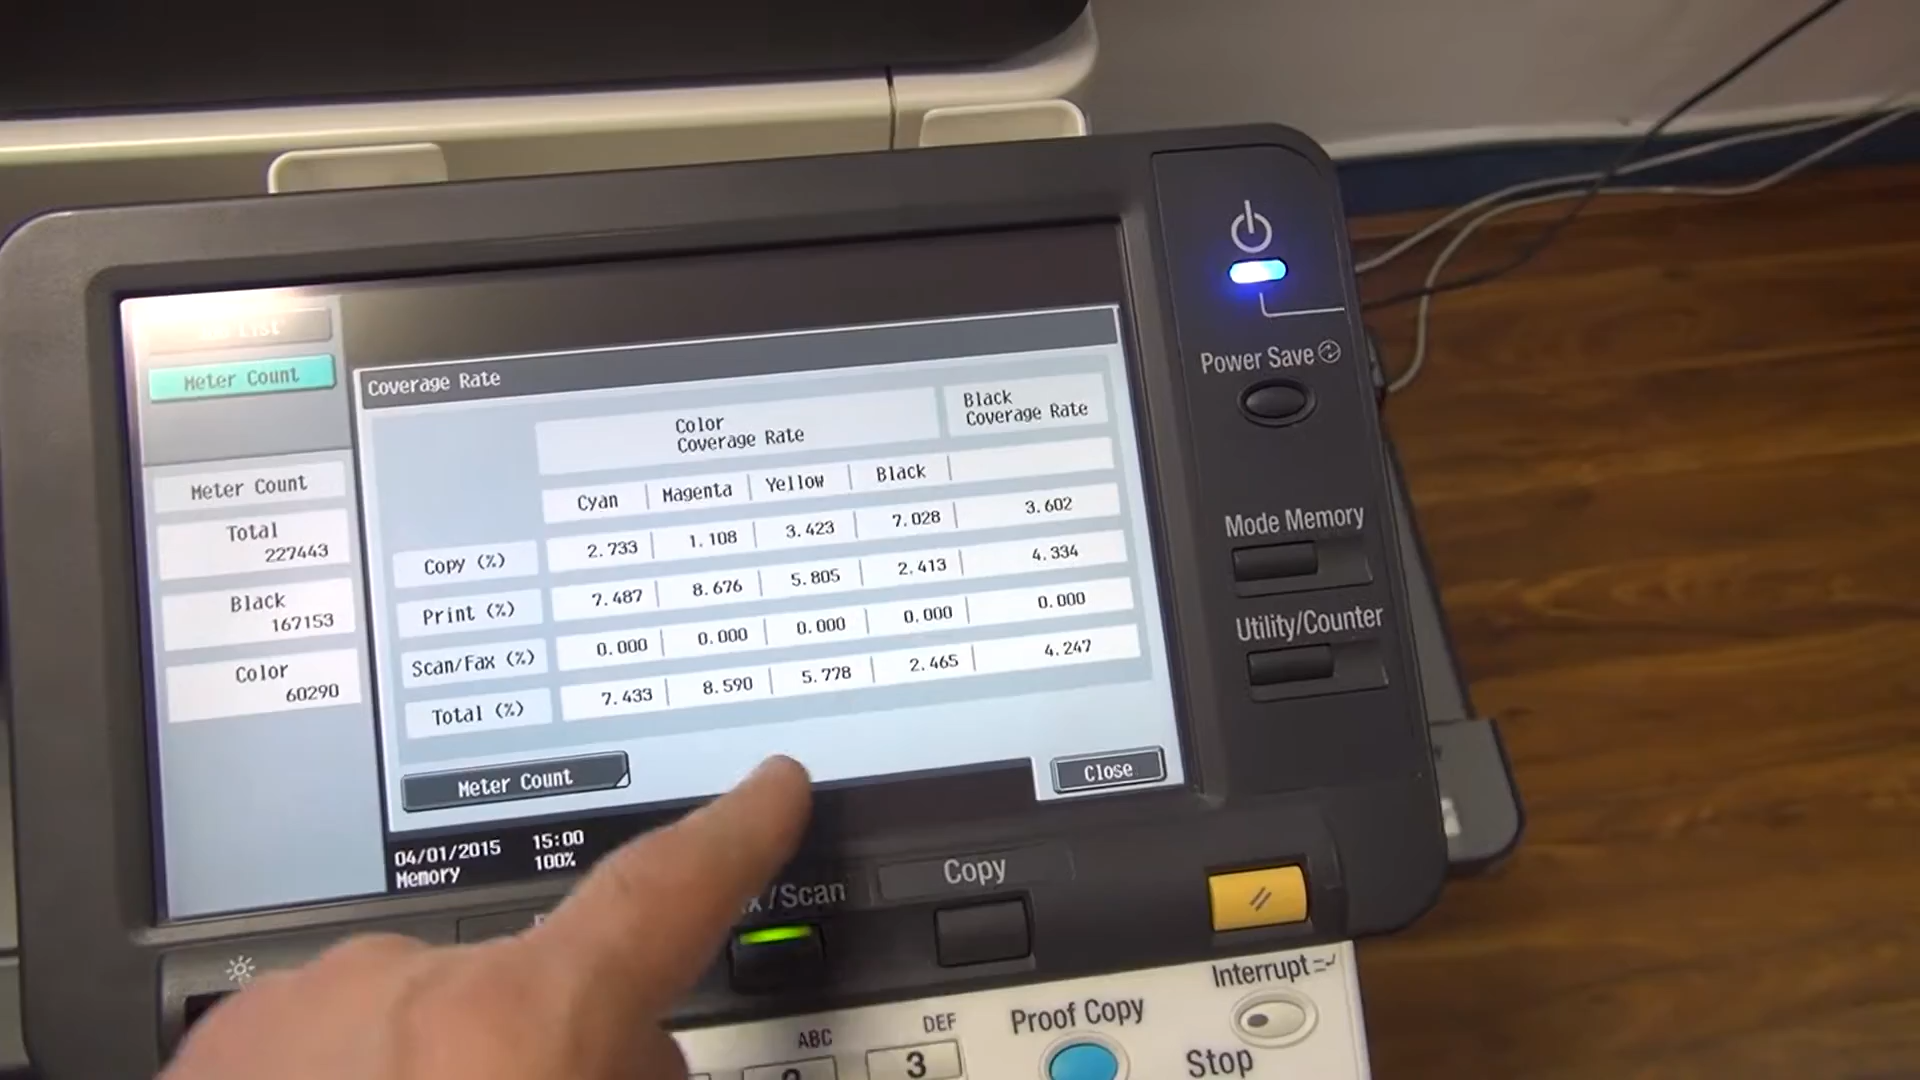 List
Meter Count
Meter Count
Total
227443
Black
167153
Color
60290
Coverage Rate
Color
Coverage Rate
Black
Coverage Rate
Cyan Magenta Yellow Black
Copy (%) 2.733 1.108 3.423 7.028 3.602
Print (%) 7.487 8.676 5.805 2.413 4.334
Scan/Fax (%) 0.000 0.000 0.000 0.000 0.000
Total (%) 7.433 8.590 5.778 2.465 4.247
Meter Count
Close
04/01/2015 15:00
Memory 100%
Power Save
Mode Memory
Utility/Counter
/Scan
Copy
Interrupt
Proof Copy
Stop
ABC
DEF
3